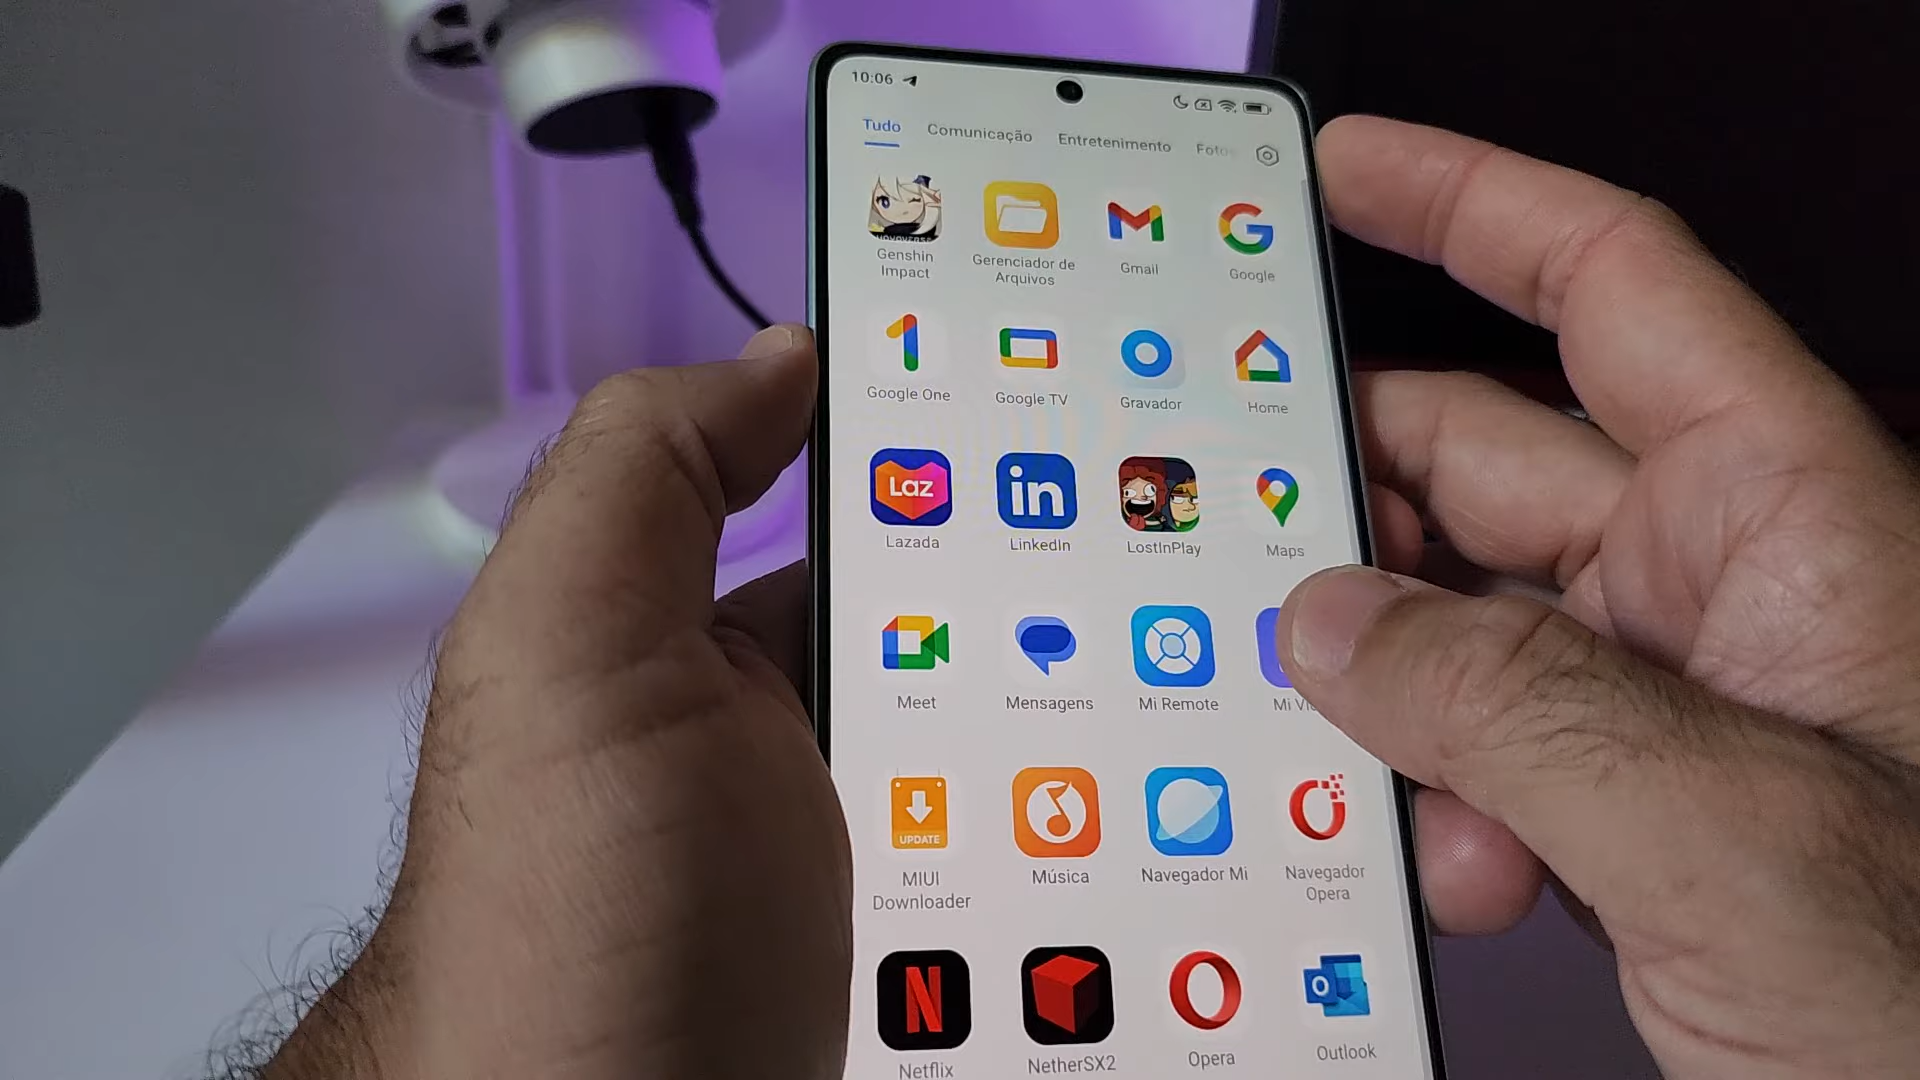 10:06
Tudo Comunicação Entretenimento Foto
Genshin Impact
Gerenciador de Arquivos
Gmail
Google
Google One
Google TV
Gravador
Home
Laz
in
Lazada
LinkedIn
LostInPlay
Maps
Meet
Mensagens
Mi Remote
Mi
UPDATE
MIUI Downloader
Música
Navegador Mi
Navegador Opera
N
O
Netflix
NetherSX2
Opera
Outlook